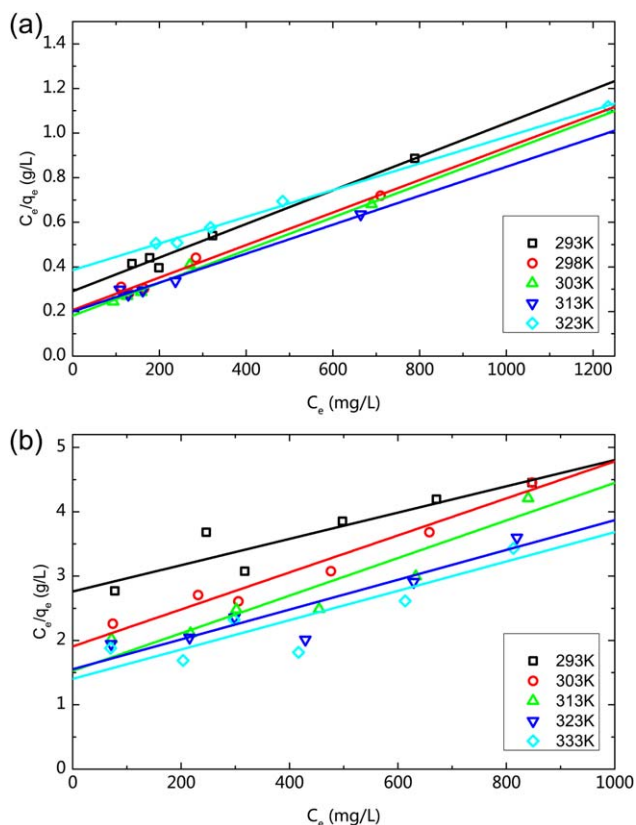 (a)
1.4
1.2
1.0
0.8
0.6
0.4
0.2
0.0
Cₑ/qₑ (g/L)
293K
298K
303K
313K
323K
0 200 400 600 800 1000 1200
Cₑ (mg/L)
(b)
5
4
3
2
1
0
Cₑ/qₑ (g/L)
293K
303K
313K
323K
333K
0 200 400 600 800 1000
Cₑ (mg/L)